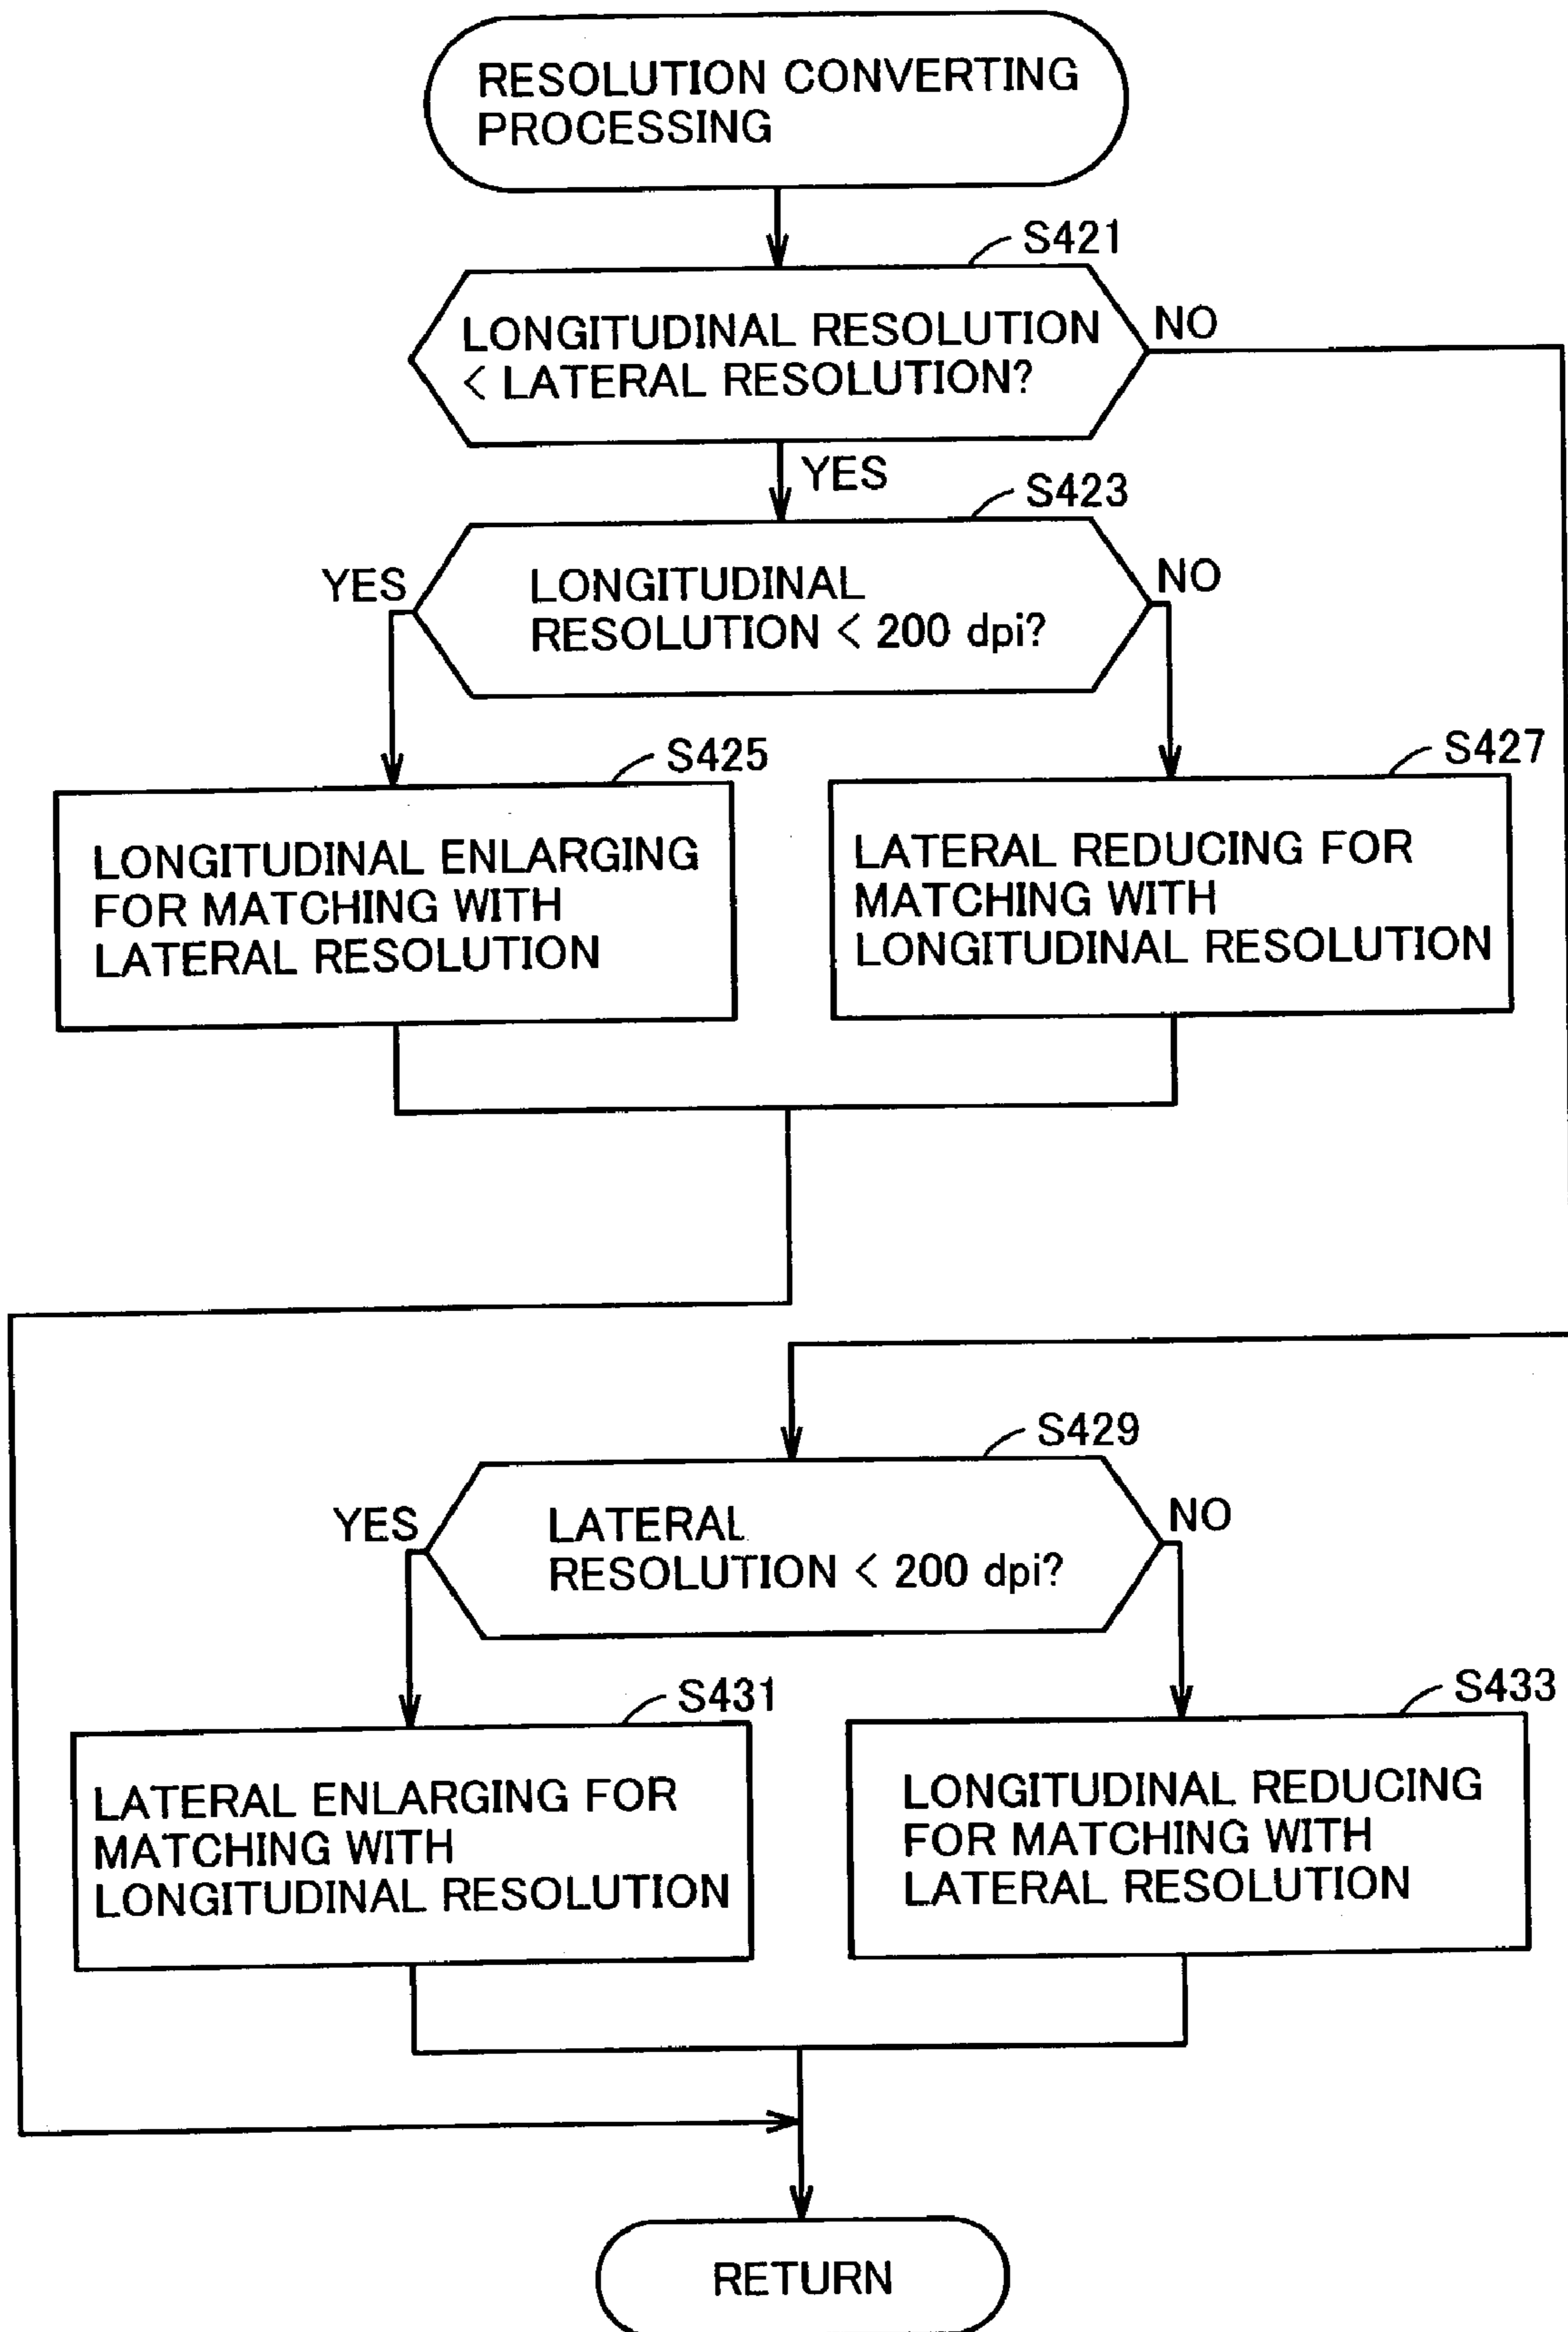 RESOLUTION CONVERTING
PROCESSING
S421
LONGITUDINAL RESOLUTION
< LATERAL RESOLUTION?
NO
YES
S423
YES
LONGITUDINAL
RESOLUTION < 200 dpi?
NO
S425
S427
LONGITUDINAL ENLARGING
FOR MATCHING WITH
LATERAL RESOLUTION
LATERAL REDUCING FOR
MATCHING WITH
LONGITUDINAL RESOLUTION
S429
YES
LATERAL
RESOLUTION < 200 dpi?
NO
S431
S433
LATERAL ENLARGING FOR
MATCHING WITH
LONGITUDINAL RESOLUTION
LONGITUDINAL REDUCING
FOR MATCHING WITH
LATERAL RESOLUTION
RETURN